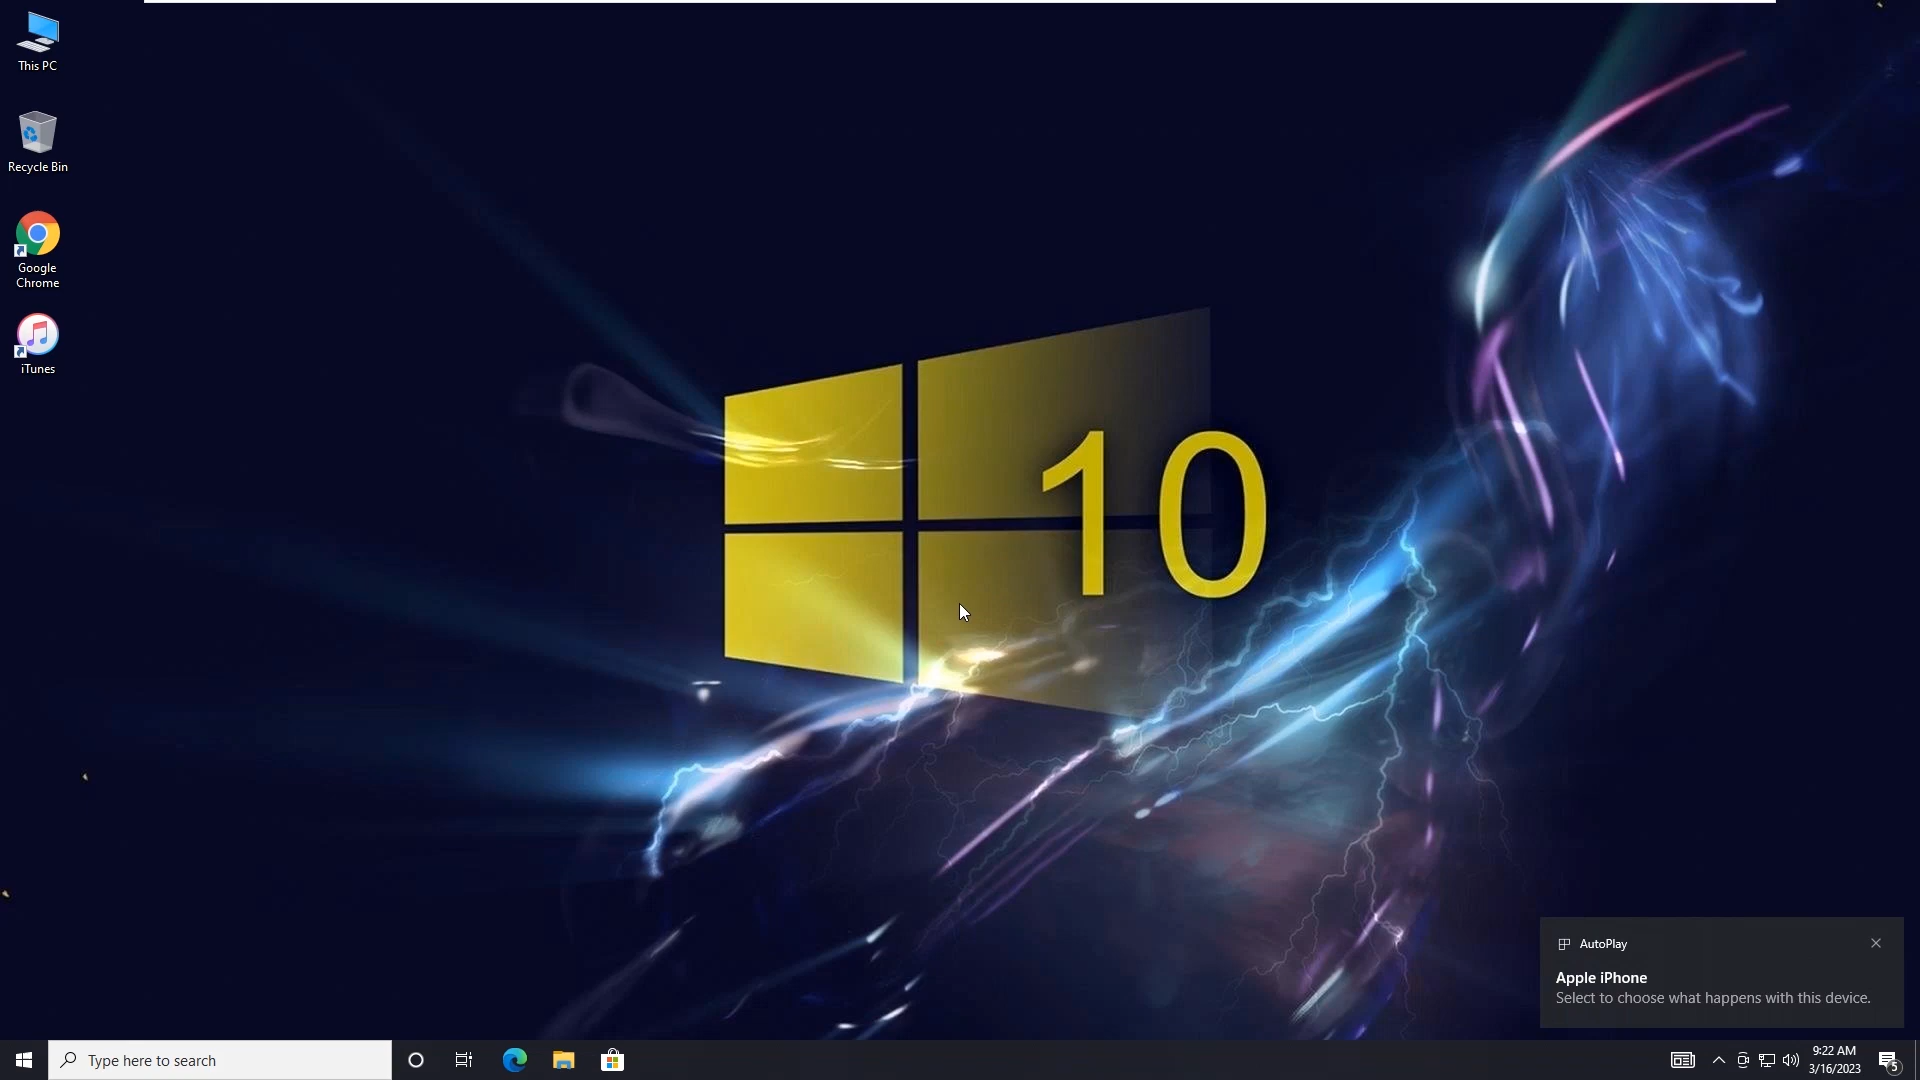 This PC
Recycle Bin
Google
Chrome
iTunes
10
AutoPlay
Apple iPhone
Select to choose what happens with this device.
Type here to search
9:22 AM
3/16/2023
5